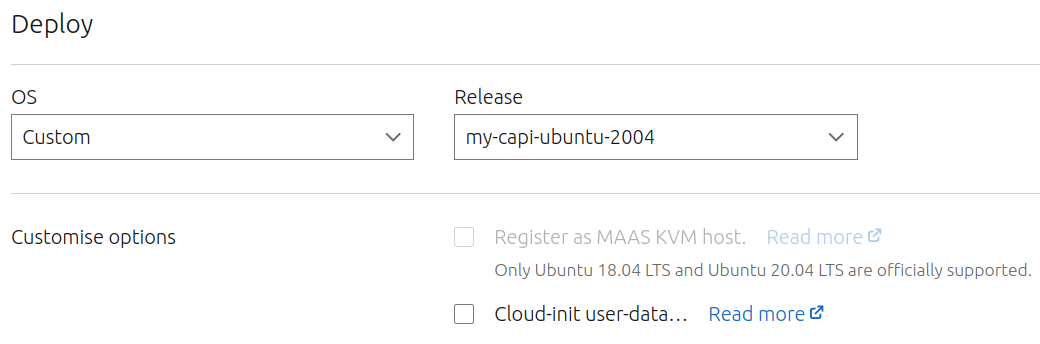 Deploy
OS
Release
Custom
my-capi-ubuntu-2004
Customise options
Register as MAAS KVM host. Read more
Only Ubuntu 18.04 LTS and Ubuntu 20.04 LTS are officially supported.
Cloud-init user-data… Read more